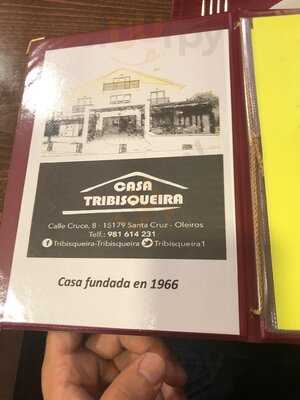 CASA
TRIBISQUEIRA
Calle Cruce, 8 - 15179 Santa Cruz - Oleiros
Telf.: 981 614 231
Tribisqueira-Tribisqueira Tribisqueira1
Casa fundada en 1966